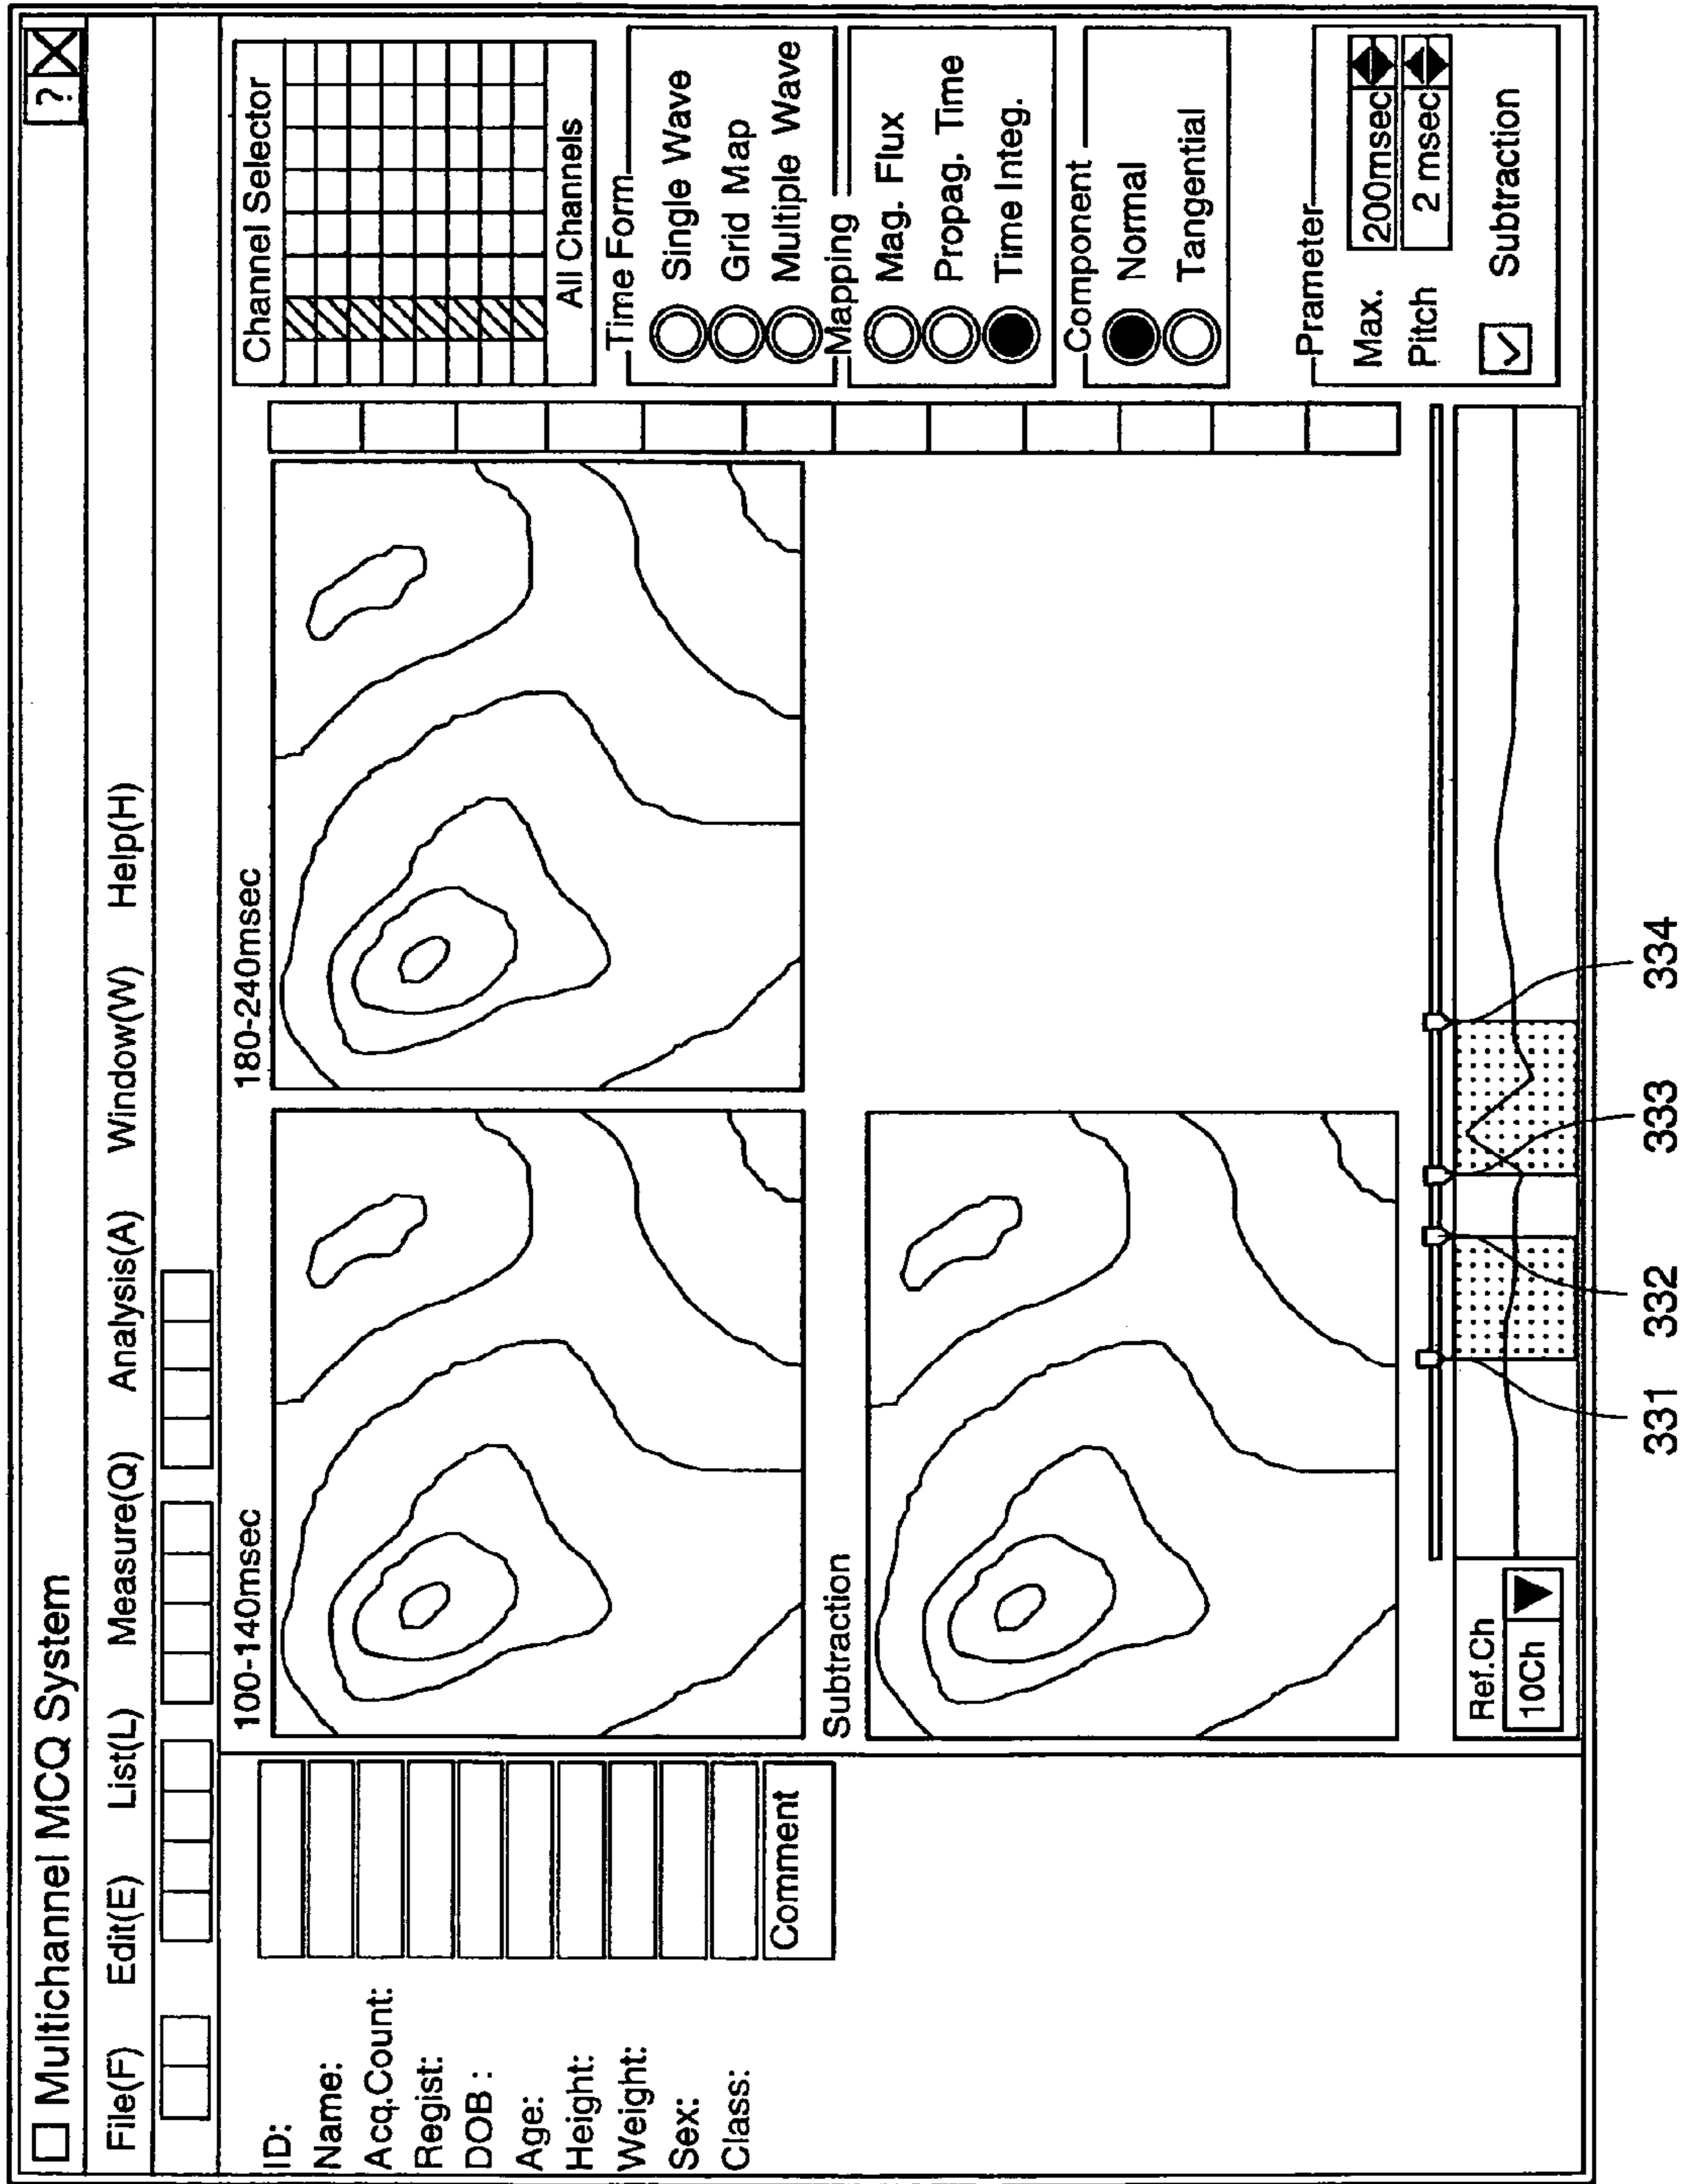 Multichannel MCQ System
? X
File(F) Edit(E) List(L) Measure(Q) Analysis(A) Window(W) Help(H)
ID:
Name:
Acq.Count:
Regist:
DOB :
Age:
Height:
Weight:
Sex:
Class:
Comment
100-140msec
180-240msec
Subtraction
Channel Selector
All Channels
Time Form
Single Wave
Grid Map
Multiple Wave
Mapping
Mag. Flux
Propag. Time
Time Integ.
Component
Normal
Tangential
Prameter
Max. 200msec
Pitch 2 msec
Subtraction
Ref.Ch
10Ch
331 332 333 334